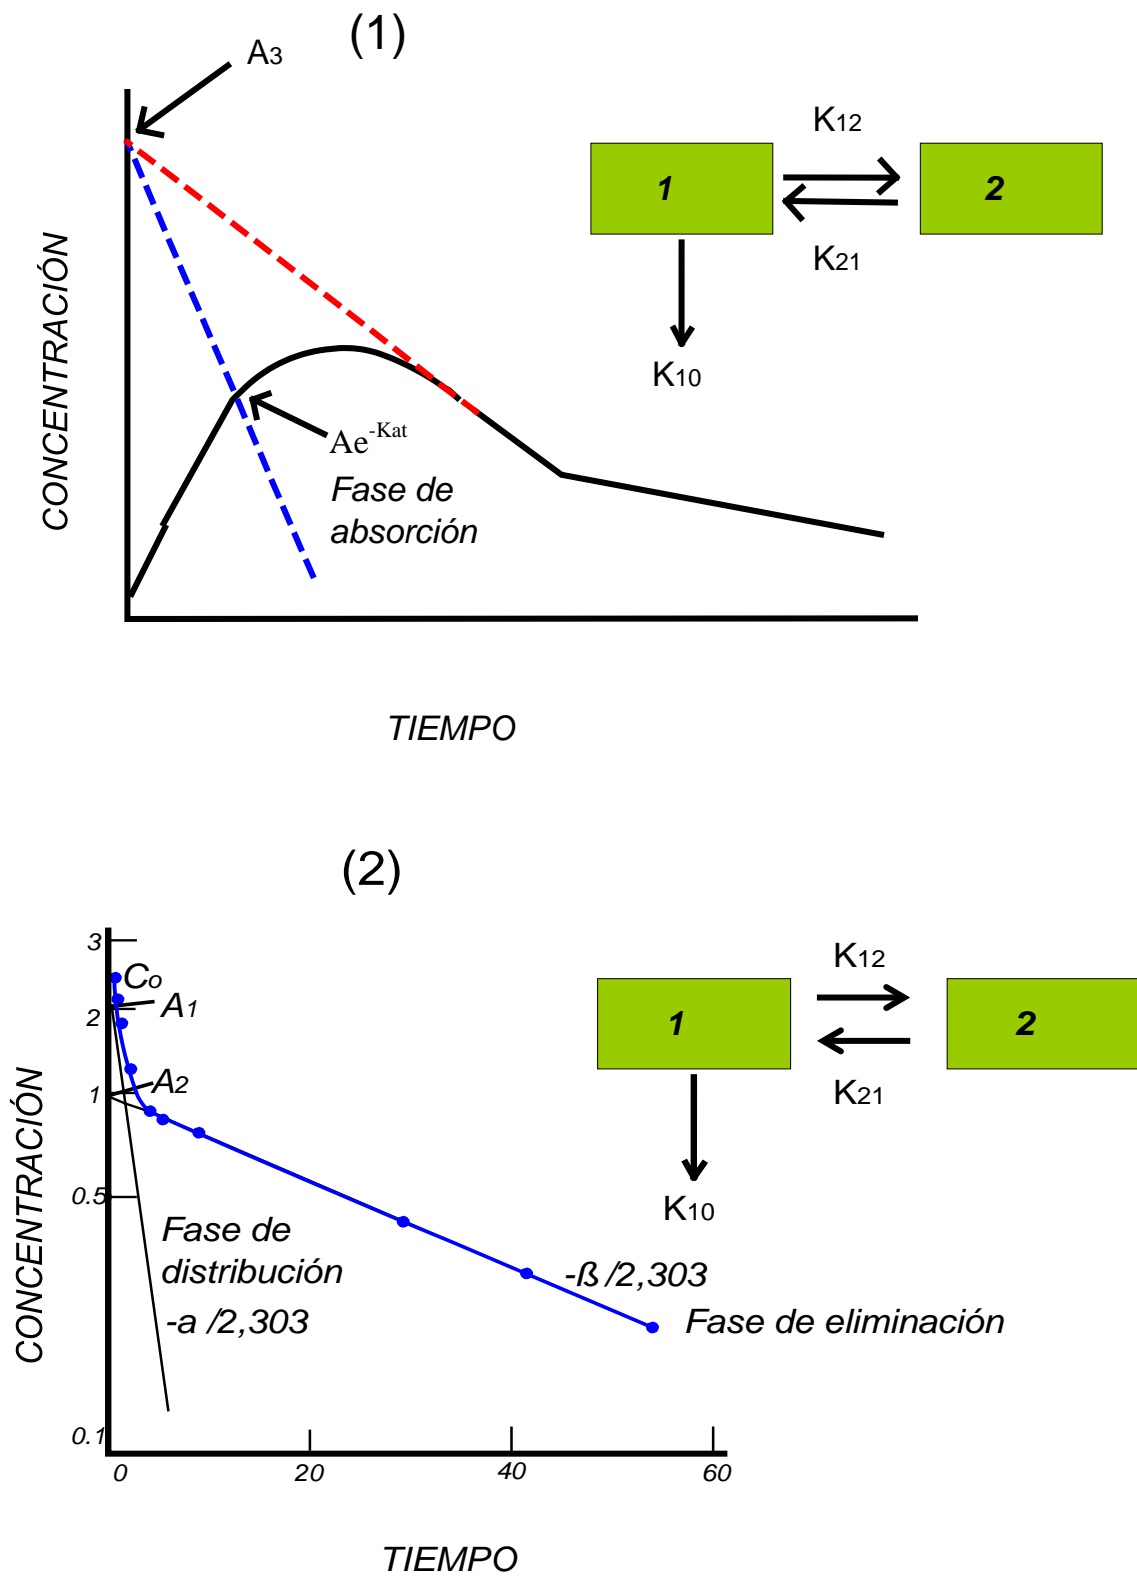 (1)
A3
CONCENTRACIÓN
K12
1
2
K21
K10
Ae-Kat
Fase de
absorción
TIEMPO
(2)
CONCENTRACIÓN
3
Co
A1
2
A2
1
0.5
Fase de
distribución
-a /2,303
0.1
0
20
40
60
-ß /2,303
Fase de eliminación
K12
1
2
K21
K10
TIEMPO